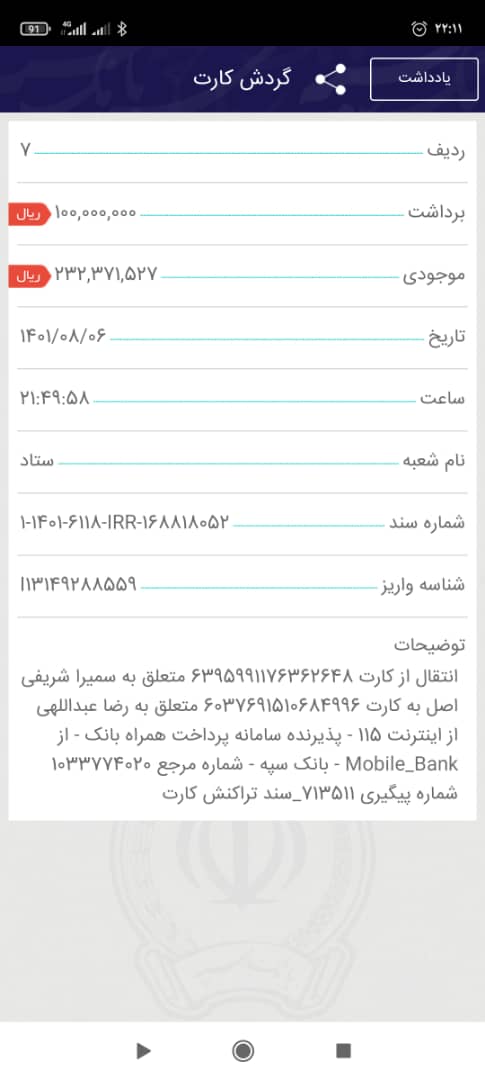 91 4G ۲۲:۱۱
گردش کارت یادداشت
ردیف ۷
برداشت ۱۰۰,۰۰۰,۰۰۰ ریال
موجودی ۲۳۲,۳۷۱,۵۲۷ ریال
تاریخ ۱۴۰۱/۰۸/۰۶
ساعت ۲۱:۴۹:۵۸
نام شعبه ستاد
شماره سند ۱-۱۴۰۱-۶۱۱۸-IRR-۱۶۸۸۱۸۰۵۲
شناسه واریز I۱۳۱۴۹۲۸۸۵۵۹
توضیحات
انتقال از کارت ۶۳۹۵۹۹۱۱۷۶۳۶۲۶۴۸ متعلق به سمیرا شریفی
اصل به کارت ۶۰۳۷۶۹۱۵۱۰۶۸۴۹۹۶ متعلق به رضا عبداللهی
از اینترنت ۱۱۵ - پذیرنده سامانه پرداخت همراه بانک - از
Mobile_Bank - بانک سپه - شماره مرجع ۱۰۳۳۷۷۴۰۲۰
شماره پیگیری ۷۱۳۵۱۱_سند تراکنش کارت